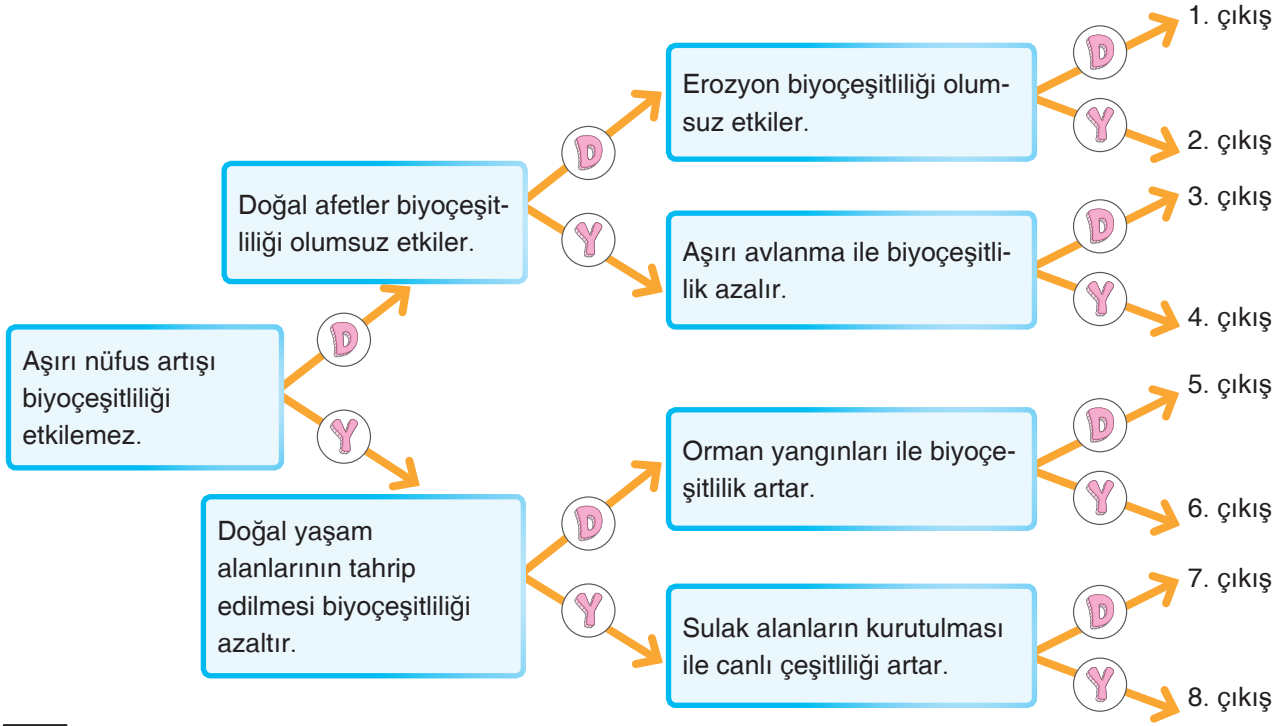 1. çıkış
D
Erozyon biyoçeşitliliği olum-
suz etkiler.
Y
2. çıkış
D
Doğal afetler biyoçeşit-
liliği olumsuz etkiler.
3. çıkış
Y
D
Aşırı avlanma ile biyoçeşitli-
lik azalır.
Y
4. çıkış
D
Aşırı nüfus artışı
biyoçeşitliliği
etkilemez.
Y
5. çıkış
D
Orman yangınları ile biyoçe-
şitlilik artar.
Y
6. çıkış
D
Doğal yaşam
alanlarının tahrip
edilmesi biyoçeşitliliği
azaltır.
Y
7. çıkış
D
Sulak alanların kurutulması
ile canlı çeşitliliği artar.
Y
8. çıkış